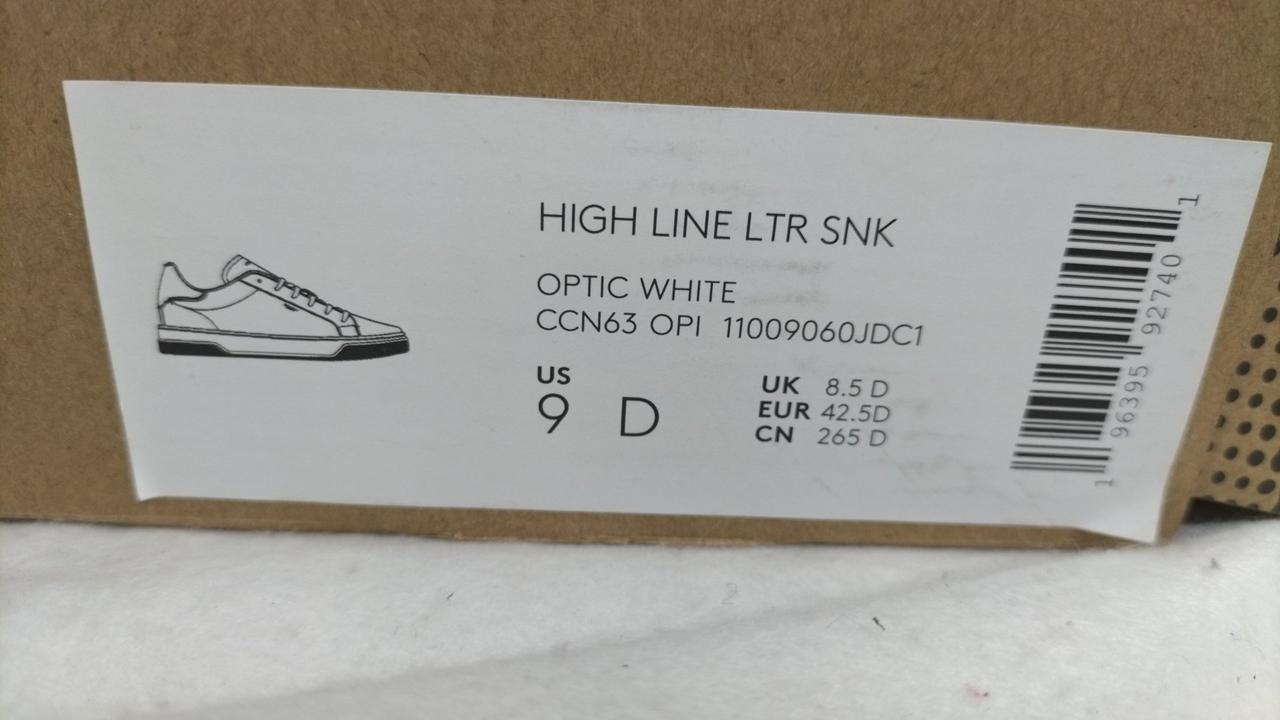 HIGH LINE LTR SNK
OPTIC WHITE
CCN63 OPI 11009060JDC1
US
9 D
UK 8.5 D
EUR 42.5D
CN 265 D
1 96395 92740 1